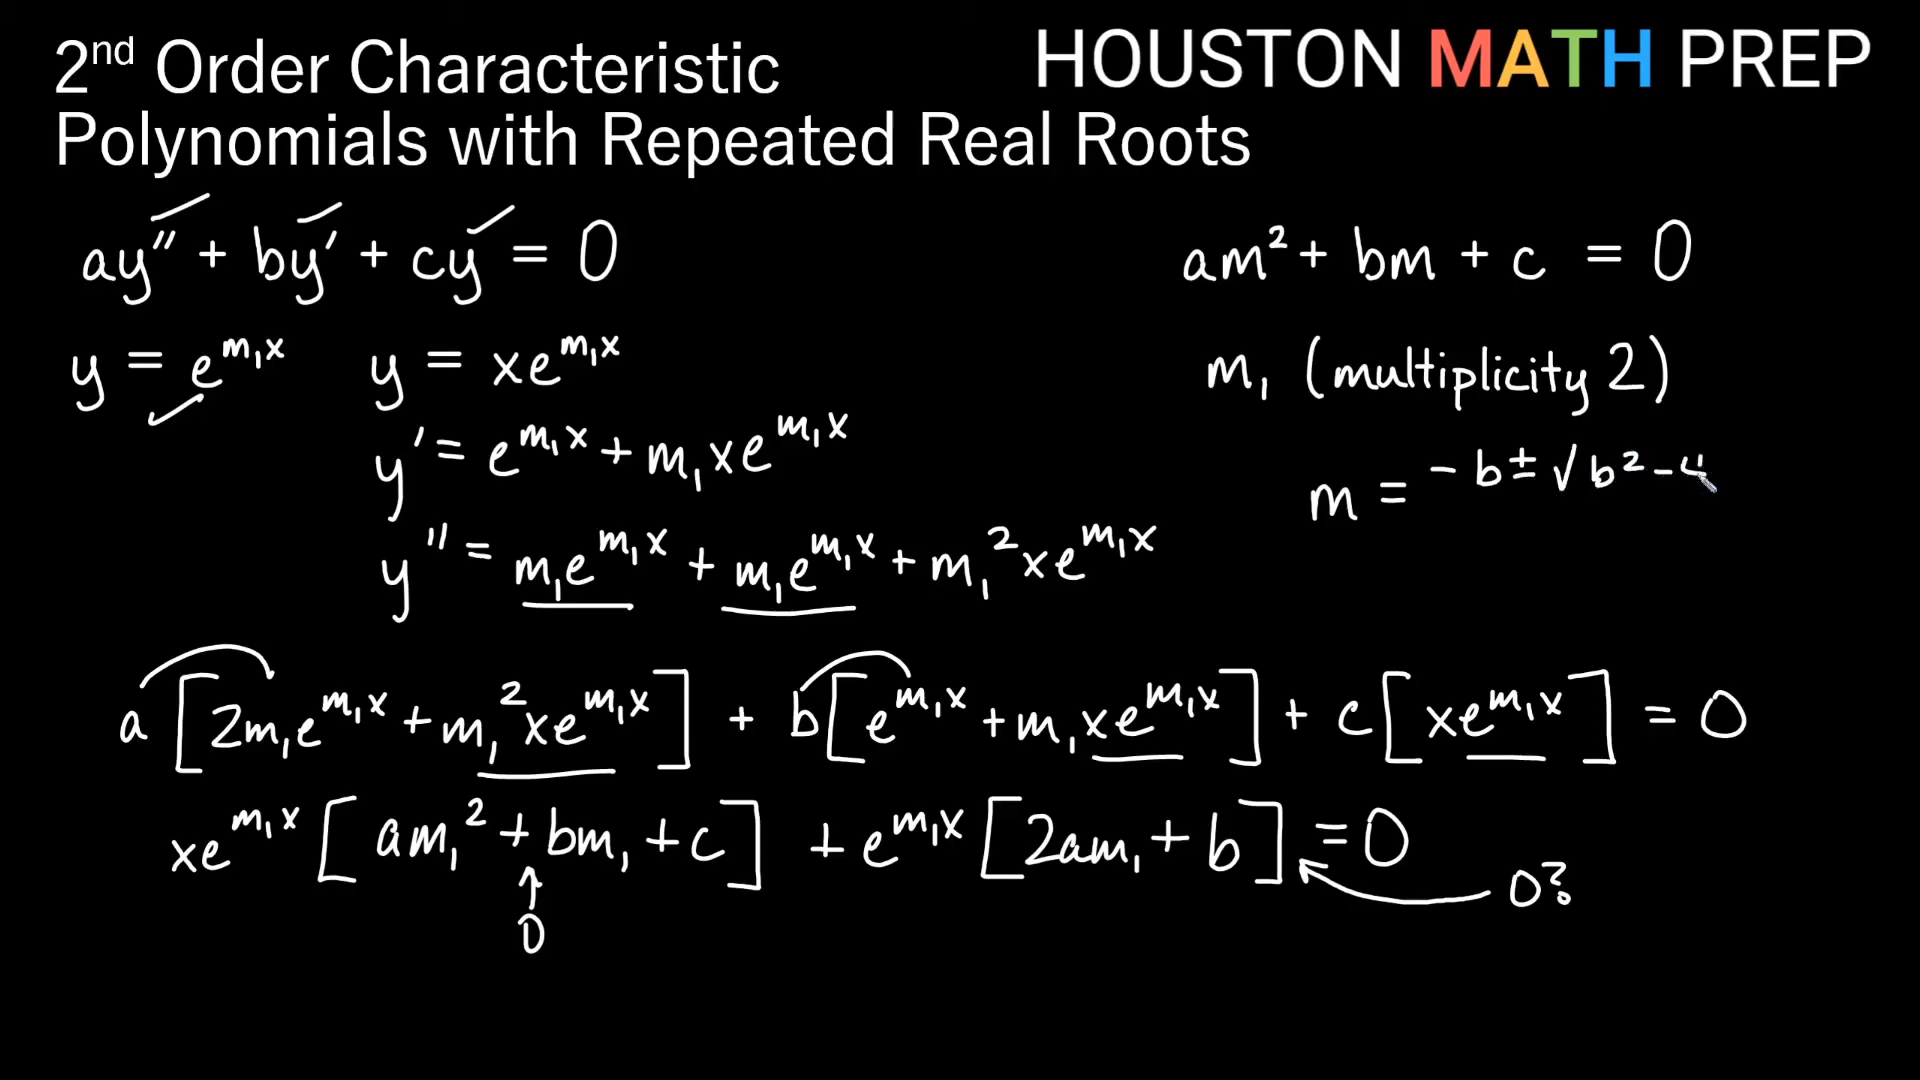 2nd Order Characteristic
Polynomials with Repeated Real Roots
HOUSTON MATH PREP
ay″ + by′ + cy = 0
am² + bm + c = 0
y = e^{m₁x} y = xe^{m₁x}
m₁ (multiplicity 2)
y′ = e^{m₁x} + m₁xe^{m₁x}
m = -b ± √b² - 4
y″ = m₁e^{m₁x} + m₁e^{m₁x} + m₁²xe^{m₁x}
a[2m₁e^{m₁x} + m₁²xe^{m₁x}] + b[e^{m₁x} + m₁xe^{m₁x}] + c[xe^{m₁x}] = 0
xe^{m₁x}[am₁² + bm₁ + c] + e^{m₁x}[2am₁ + b] = 0
0?
0